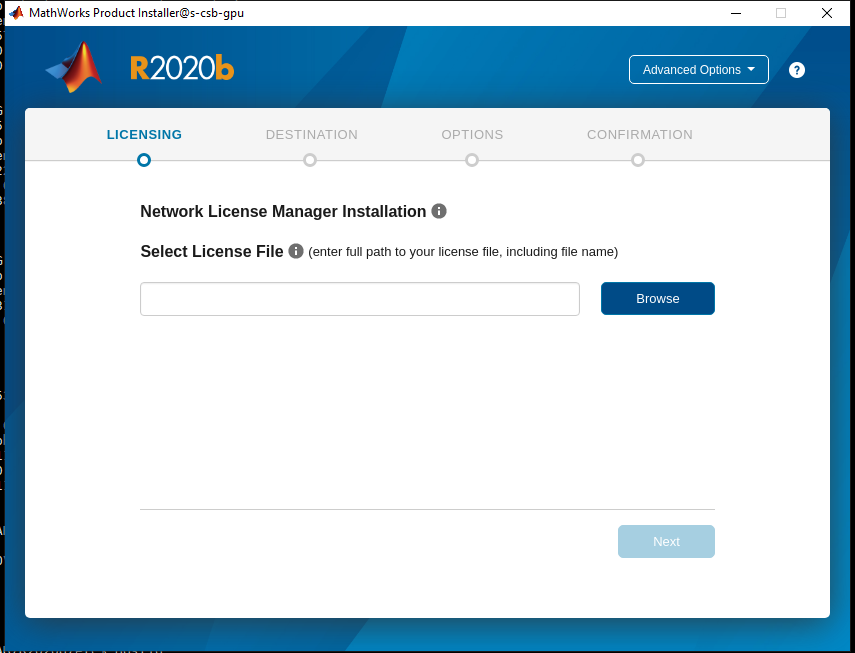 MathWorks Product Installer@s-csb-gpu
R2020b
Advanced Options
?
LICENSING DESTINATION OPTIONS CONFIRMATION
Network License Manager Installation
Select License File (enter full path to your license file, including file name)
Browse
Next